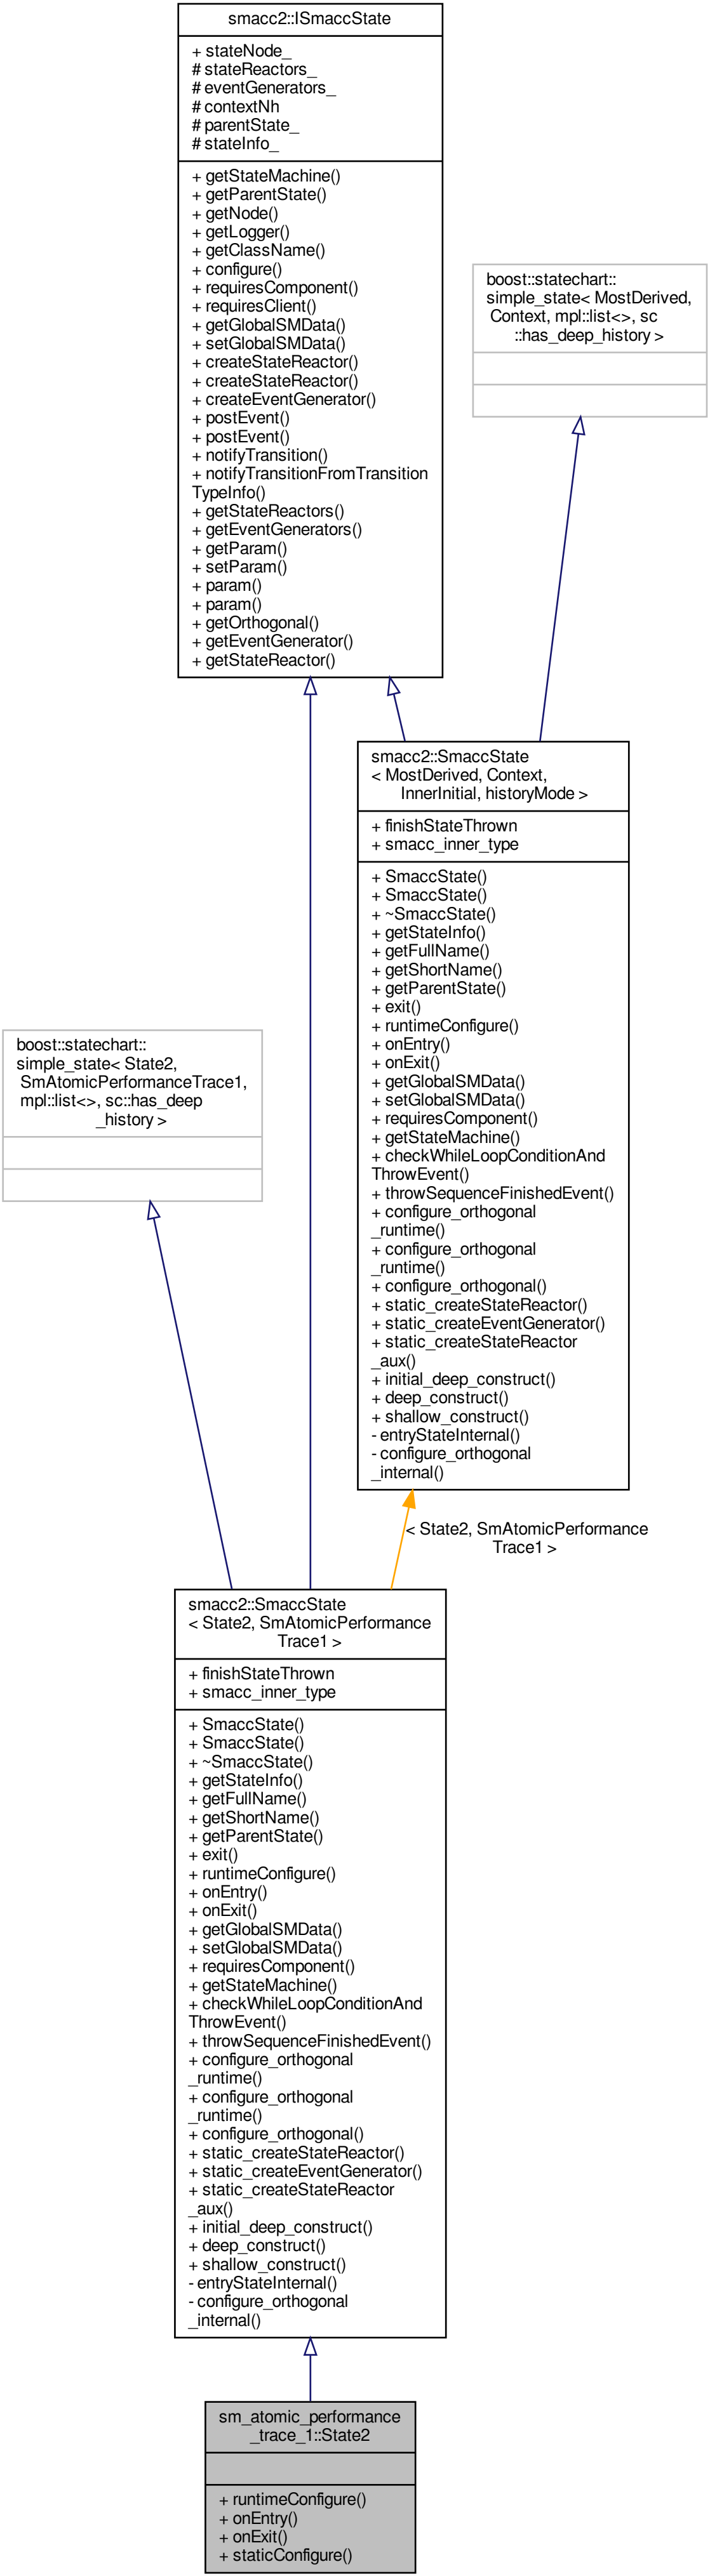 smacc2::ISmaccState
+ stateNode_
# stateReactors_
# eventGenerators_
# contextNh
# parentState_
# stateInfo_
+ getStateMachine()
+ getParentState()
+ getNode()
+ getLogger()
+ getClassName()
+ configure()
+ requiresComponent()
+ requiresClient()
+ getGlobalSMData()
+ setGlobalSMData()
+ createStateReactor()
+ createStateReactor()
+ createEventGenerator()
+ postEvent()
+ postEvent()
+ notifyTransition()
+ notifyTransitionFromTransition
TypeInfo()
+ getStateReactors()
+ getEventGenerators()
+ getParam()
+ setParam()
+ param()
+ param()
+ getOrthogonal()
+ getEventGenerator()
+ getStateReactor()
boost::statechart::
simple_state< MostDerived,
Context, mpl::list<>, sc
::has_deep_history >
smacc2::SmaccState
< MostDerived, Context,
InnerInitial, historyMode >
+ finishStateThrown
+ smacc_inner_type
+ SmaccState()
+ SmaccState()
+ ~SmaccState()
+ getStateInfo()
+ getFullName()
+ getShortName()
+ getParentState()
+ exit()
+ runtimeConfigure()
+ onEntry()
+ onExit()
+ getGlobalSMData()
+ setGlobalSMData()
+ requiresComponent()
+ getStateMachine()
+ checkWhileLoopConditionAnd
ThrowEvent()
+ throwSequenceFinishedEvent()
+ configure_orthogonal
_runtime()
+ configure_orthogonal
_runtime()
+ configure_orthogonal()
+ static_createStateReactor()
+ static_createEventGenerator()
+ static_createStateReactor
_aux()
+ initial_deep_construct()
+ deep_construct()
+ shallow_construct()
- entryStateInternal()
- configure_orthogonal
_internal()
boost::statechart::
simple_state< State2,
SmAtomicPerformanceTrace1,
mpl::list<>, sc::has_deep
_history >
< State2, SmAtomicPerformance
Trace1 >
smacc2::SmaccState
< State2, SmAtomicPerformance
Trace1 >
+ finishStateThrown
+ smacc_inner_type
+ SmaccState()
+ SmaccState()
+ ~SmaccState()
+ getStateInfo()
+ getFullName()
+ getShortName()
+ getParentState()
+ exit()
+ runtimeConfigure()
+ onEntry()
+ onExit()
+ getGlobalSMData()
+ setGlobalSMData()
+ requiresComponent()
+ getStateMachine()
+ checkWhileLoopConditionAnd
ThrowEvent()
+ throwSequenceFinishedEvent()
+ configure_orthogonal
_runtime()
+ configure_orthogonal
_runtime()
+ configure_orthogonal()
+ static_createStateReactor()
+ static_createEventGenerator()
+ static_createStateReactor
_aux()
+ initial_deep_construct()
+ deep_construct()
+ shallow_construct()
- entryStateInternal()
- configure_orthogonal
_internal()
sm_atomic_performance
_trace_1::State2
+ runtimeConfigure()
+ onEntry()
+ onExit()
+ staticConfigure()